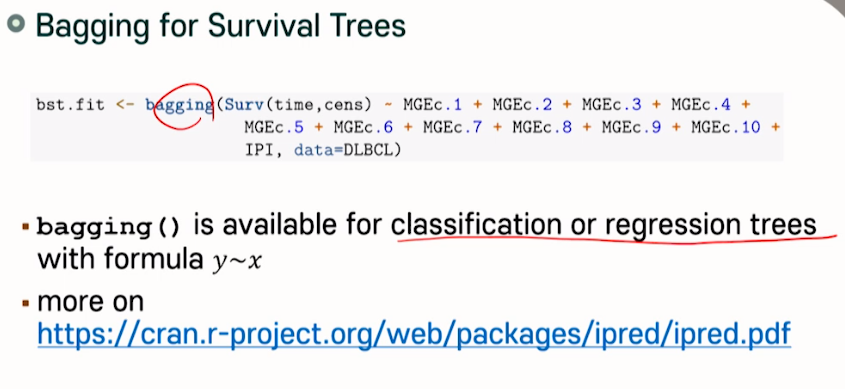 Bagging for Survival Trees
bst.fit <- bagging(Surv(time,cens) ~ MGEc.1 + MGEc.2 + MGEc.3 + MGEc.4 +
MGEc.5 + MGEc.6 + MGEc.7 + MGEc.8 + MGEc.9 + MGEc.10 +
IPI, data=DLBCL)
▪ bagging() is available for classification or regression trees
with formula y~x
▪ more on
https://cran.r-project.org/web/packages/ipred/ipred.pdf